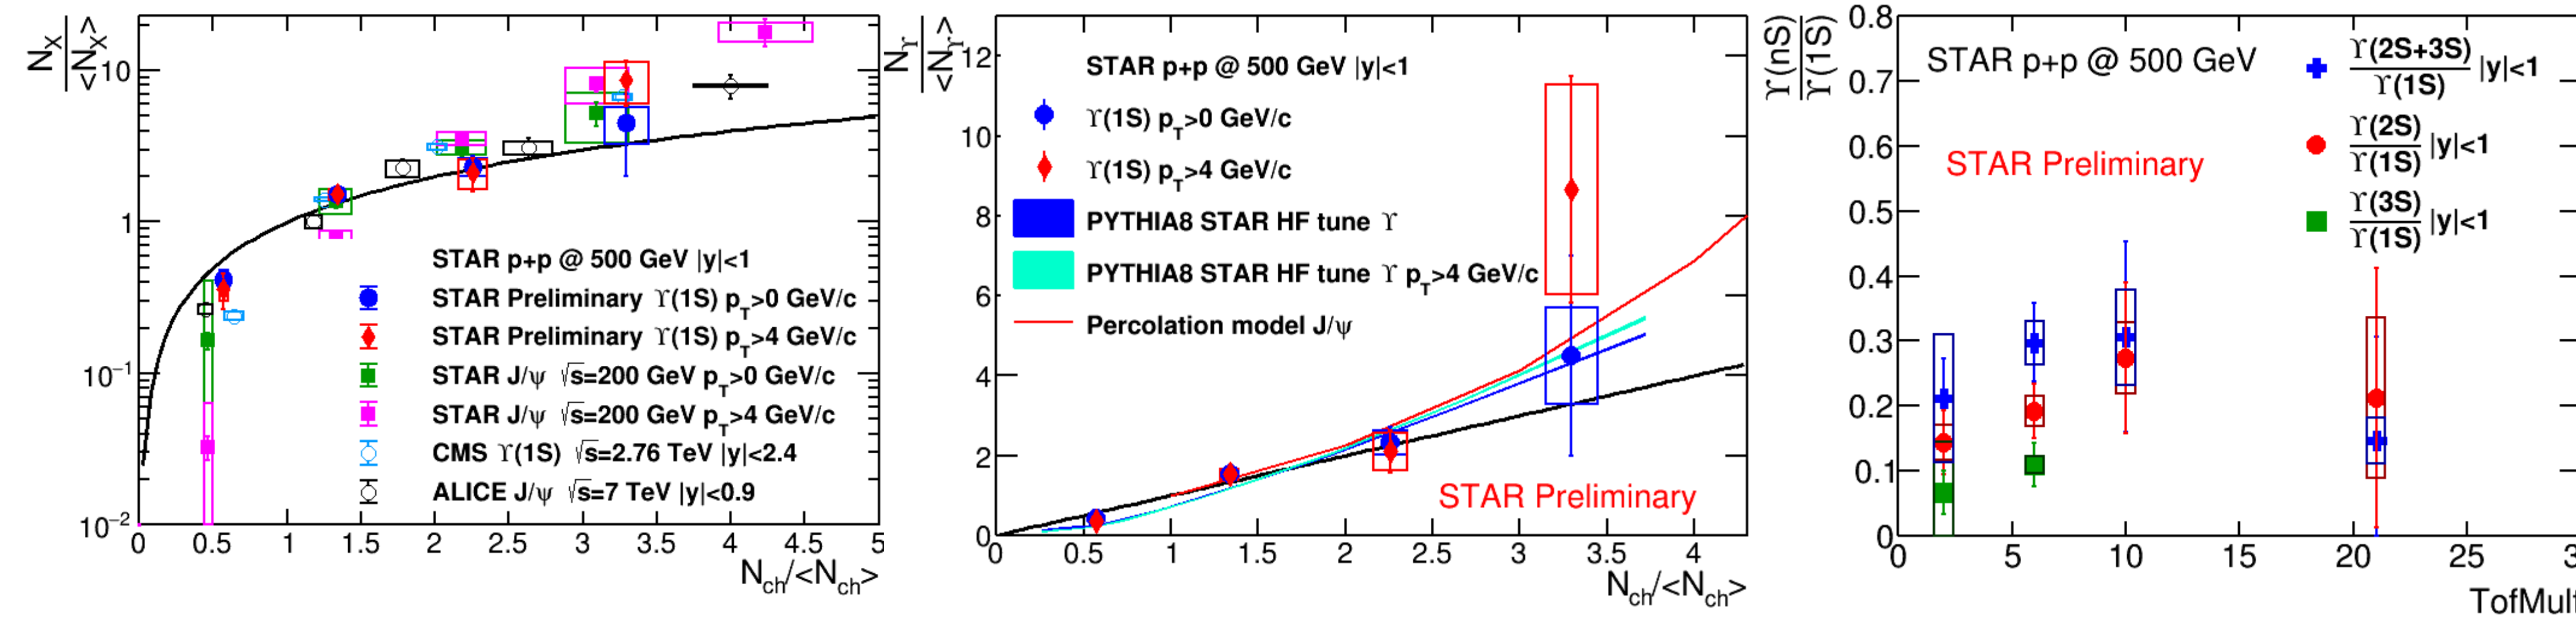 N_X
<N_X>
10
1
10⁻¹
10⁻²
0 0.5 1 1.5 2 2.5 3 3.5 4 4.5 5
N_ch/<N_ch>
STAR p+p @ 500 GeV |y|<1
STAR Preliminary ϒ(1S) p_T>0 GeV/c
STAR Preliminary ϒ(1S) p_T>4 GeV/c
STAR J/ψ √s=200 GeV p_T>0 GeV/c
STAR J/ψ √s=200 GeV p_T>4 GeV/c
CMS ϒ(1S) √s=2.76 TeV |y|<2.4
ALICE J/ψ √s=7 TeV |y|<0.9
N_ϒ
<N_ϒ>
12
10
8
6
4
2
0
0 0.5 1 1.5 2 2.5 3 3.5 4
N_ch/<N_ch>
STAR p+p @ 500 GeV |y|<1
ϒ(1S) p_T>0 GeV/c
ϒ(1S) p_T>4 GeV/c
PYTHIA8 STAR HF tune ϒ
PYTHIA8 STAR HF tune ϒ p_T>4 GeV/c
Percolation model J/ψ
STAR Preliminary
ϒ(nS)
ϒ(1S)
0.8
0.7
0.6
0.5
0.4
0.3
0.2
0.1
0
0 5 10 15 20 25 3
TofMult
STAR p+p @ 500 GeV
STAR Preliminary
ϒ(2S+3S)
ϒ(1S) |y|<1
ϒ(2S)
ϒ(1S) |y|<1
ϒ(3S)
ϒ(1S) |y|<1